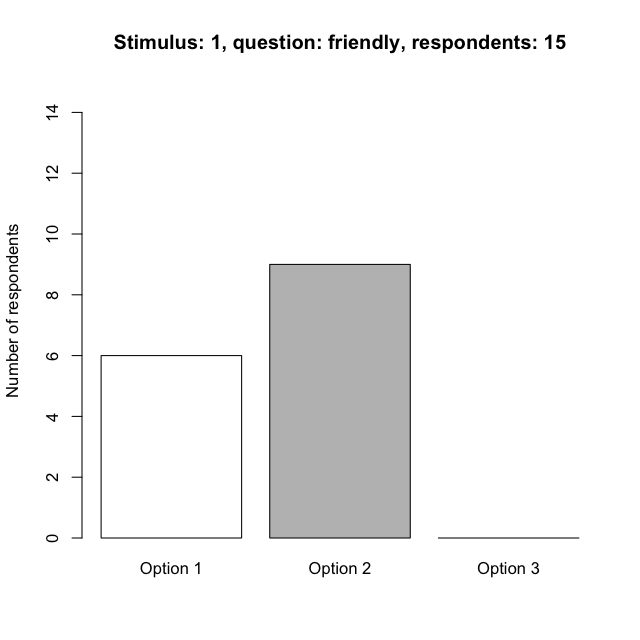 Stimulus: 1, question: friendly, respondents: 15
Number of respondents
14
12
10
8
6
4
2
0
Option 1 Option 2 Option 3